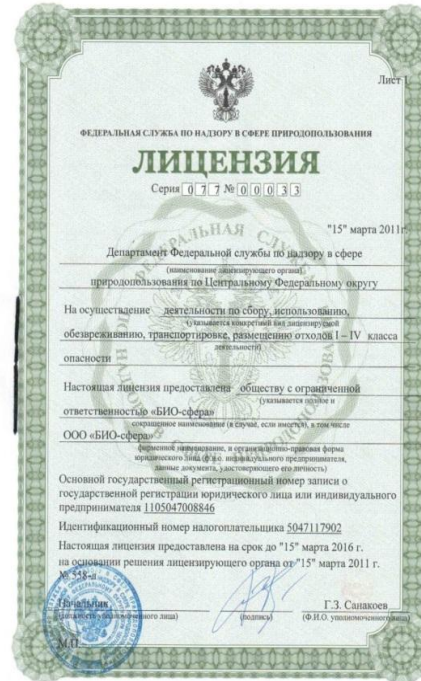 Лист 1
ФЕДЕРАЛЬНАЯ СЛУЖБА ПО НАДЗОРУ В СФЕРЕ ПРИРОДОПОЛЬЗОВАНИЯ
ЛИЦЕНЗИЯ
Серия 077 № 00033
"15" марта 2011г.
Департамент Федеральной службы по надзору в сфере
(наименование лицензирующего органа)
природопользования по Центральному Федеральному округу
На осуществление деятельности по сбору, использованию,
(указывается конкретный вид лицензируемой
обезвреживанию, транспортировке, размещению отходов I – IV класса
деятельности)
опасности
Настоящая лицензия предоставлена обществу с ограниченной
(указывается полное и
ответственностью «БИО-сфера»
сокращенное наименование (в случае, если имеется), в том числе
ООО «БИО-сфера»
фирменное наименование, и организационно-правовая форма
юридического лица (ф.и.о. индивидуального предпринимателя,
данные документа, удостоверяющего его личность)
Основной государственный регистрационный номер записи о
государственной регистрации юридического лица или индивидуального
предпринимателя 1105047008846
Идентификационный номер налогоплательщика 5047117902
Настоящая лицензия предоставлена на срок до "15" марта 2016 г.
на основании решения лицензирующего органа от "15" марта 2011 г.
№ 558-л
Начальник Г.З. Санакоев
(должность уполномоченного лица) (подпись) (Ф.И.О. уполномоченного лица)
М.П.